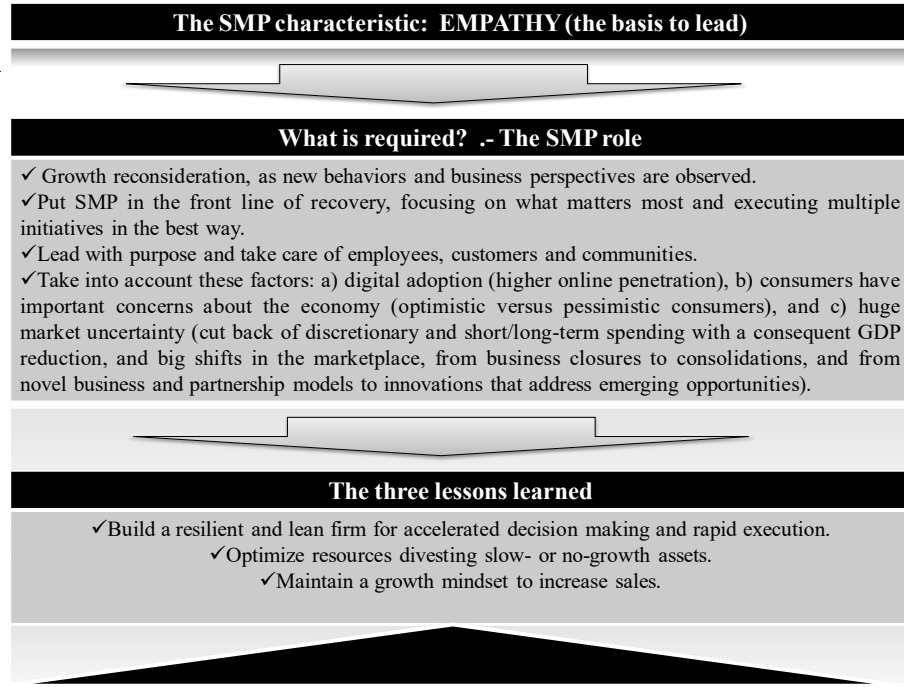 The SMP characteristic: EMPATHY (the basis to lead)
What is required? .- The SMP role
✓ Growth reconsideration, as new behaviors and business perspectives are observed.
✓Put SMP in the front line of recovery, focusing on what matters most and executing multiple
initiatives in the best way.
✓Lead with purpose and take care of employees, customers and communities.
✓Take into account these factors: a) digital adoption (higher online penetration), b) consumers have
important concerns about the economy (optimistic versus pessimistic consumers), and c) huge
market uncertainty (cut back of discretionary and short/long-term spending with a consequent GDP
reduction, and big shifts in the marketplace, from business closures to consolidations, and from
novel business and partnership models to innovations that address emerging opportunities).
The three lessons learned
✓Build a resilient and lean firm for accelerated decision making and rapid execution.
✓Optimize resources divesting slow- or no-growth assets.
✓Maintain a growth mindset to increase sales.